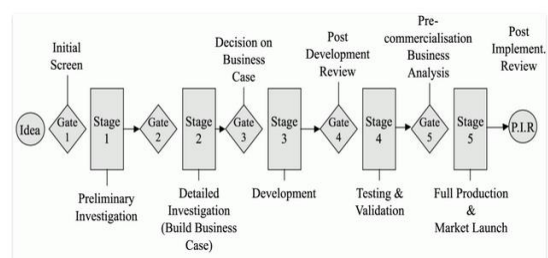 Initial
Screen
Decision on
Business
Case
Post
Development
Review
Pre-
commercialisation
Business
Analysis
Post
Implement.
Review
Idea
Gate
1
Stage
1
Gate
2
Stage
2
Gate
3
Stage
3
Gate
4
Stage
4
Gate
5
Stage
5
P.I.R
Preliminary
Investigation
Detailed
Investigation
(Build Business
Case)
Development
Testing &
Validation
Full Production
&
Market Launch